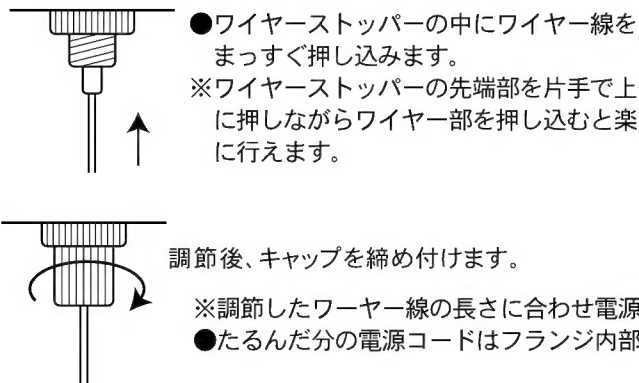 ●ワイヤーストッパーの中にワイヤー線を
まっすぐ押し込みます。
※ワイヤーストッパーの先端部を片手で上
に押しながらワイヤー部を押し込むと楽
に行えます。
調節後、キャップを締め付けます。
※調節したワーヤー線の長さに合わせ電源
●たるんだ分の電源コードはフランジ内部